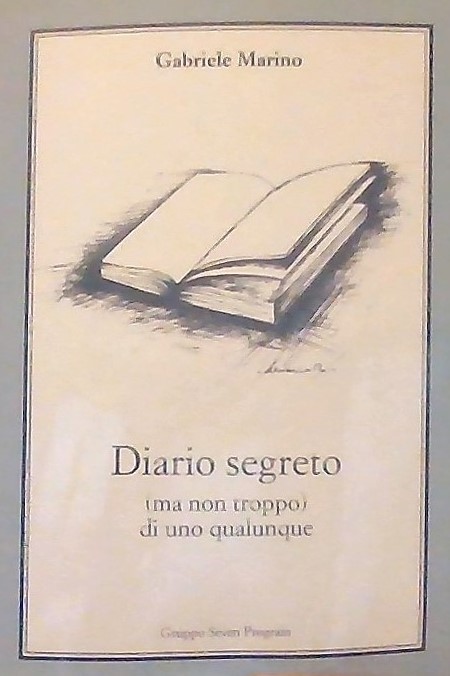 Gabriele Marino
Diario segreto
(ma non troppo)
di uno qualunque
Gruppo Seven Program